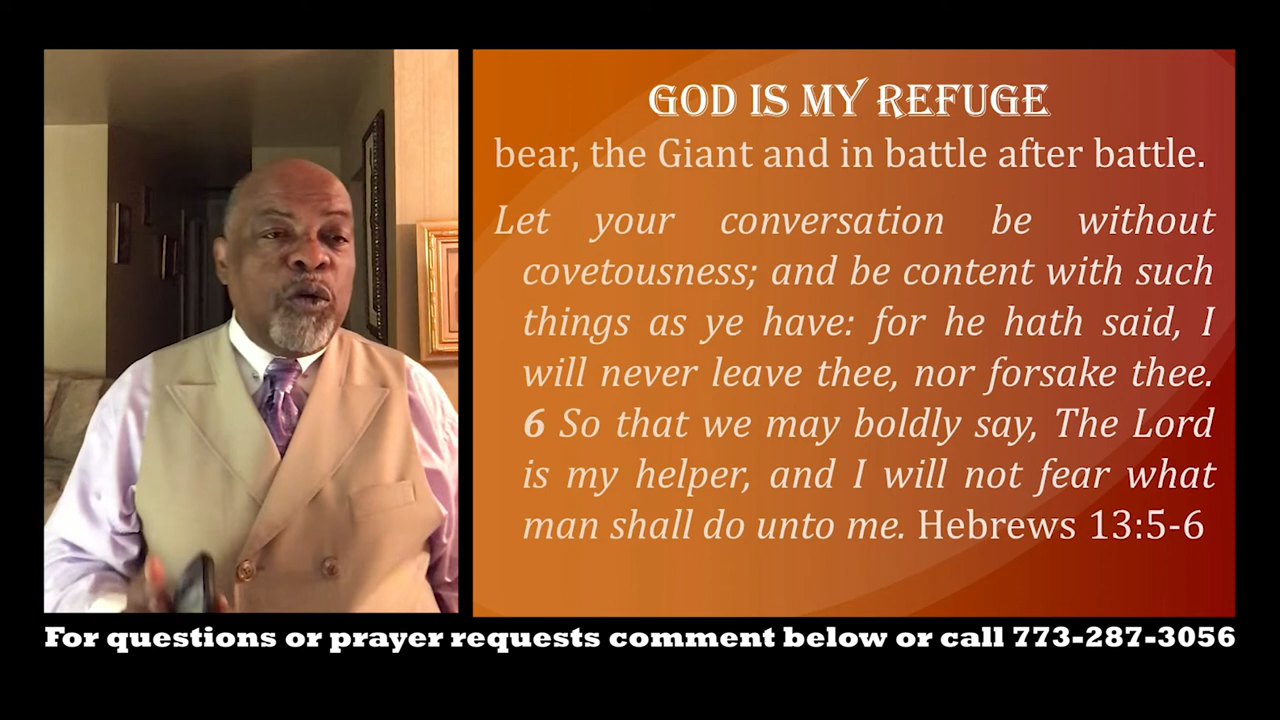 GOD IS MY REFUGE
bear, the Giant and in battle after battle.
Let your conversation be without
covetousness; and be content with such
things as ye have: for he hath said, I
will never leave thee, nor forsake thee.
6 So that we may boldly say, The Lord
is my helper, and I will not fear what
man shall do unto me. Hebrews 13:5-6
For questions or prayer requests comment below or call 773-287-3056